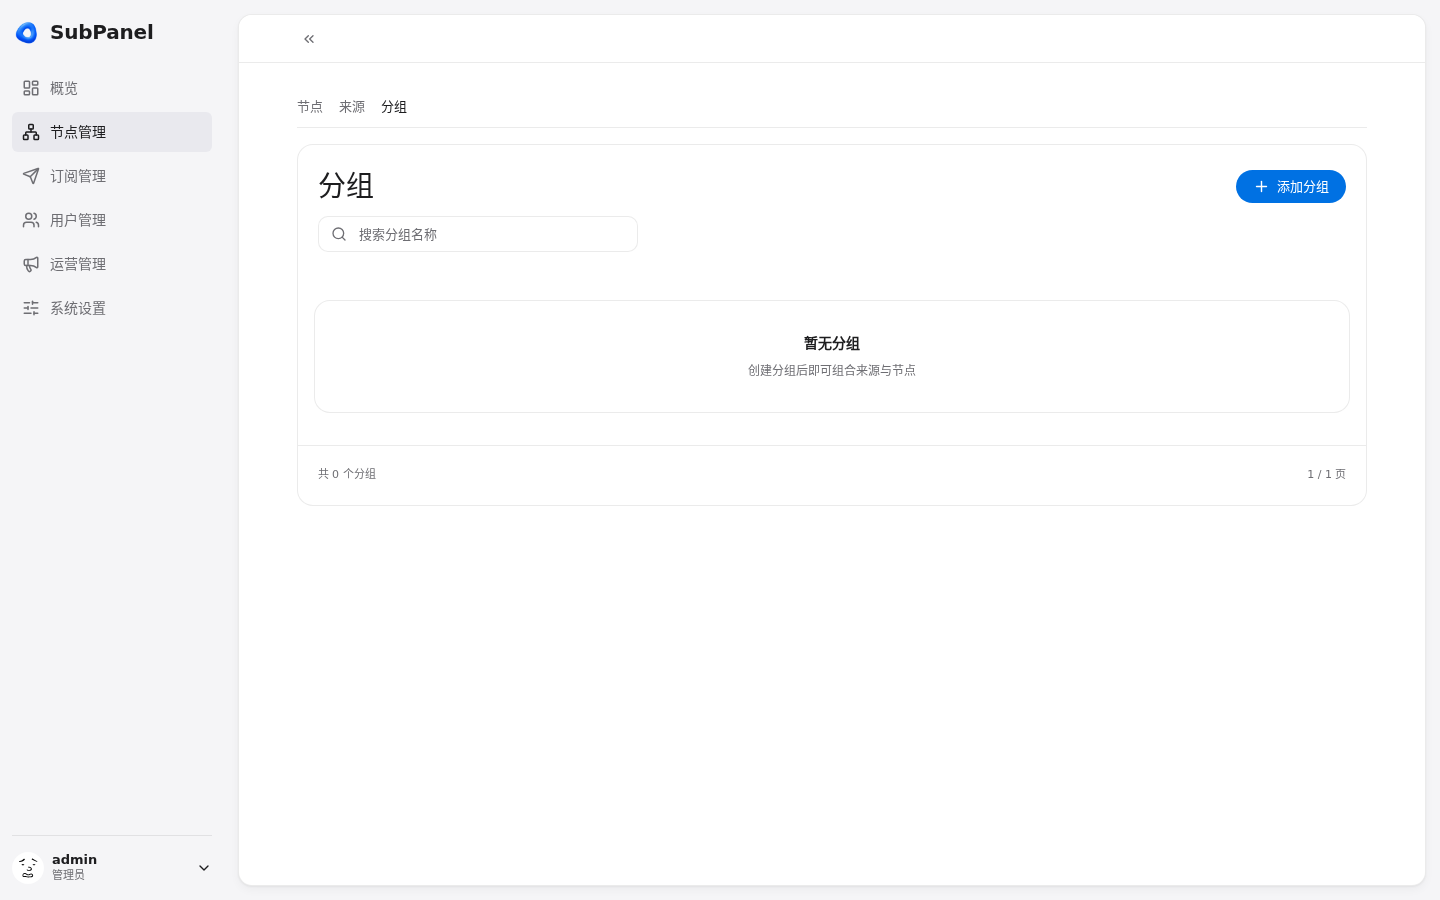 SubPanel
概览
节点管理
订阅管理
用户管理
运营管理
系统设置
admin
管理员
节点 来源 分组
分组
添加分组
搜索分组名称
暂无分组
创建分组后即可组合来源与节点
共 0 个分组
1 / 1 页